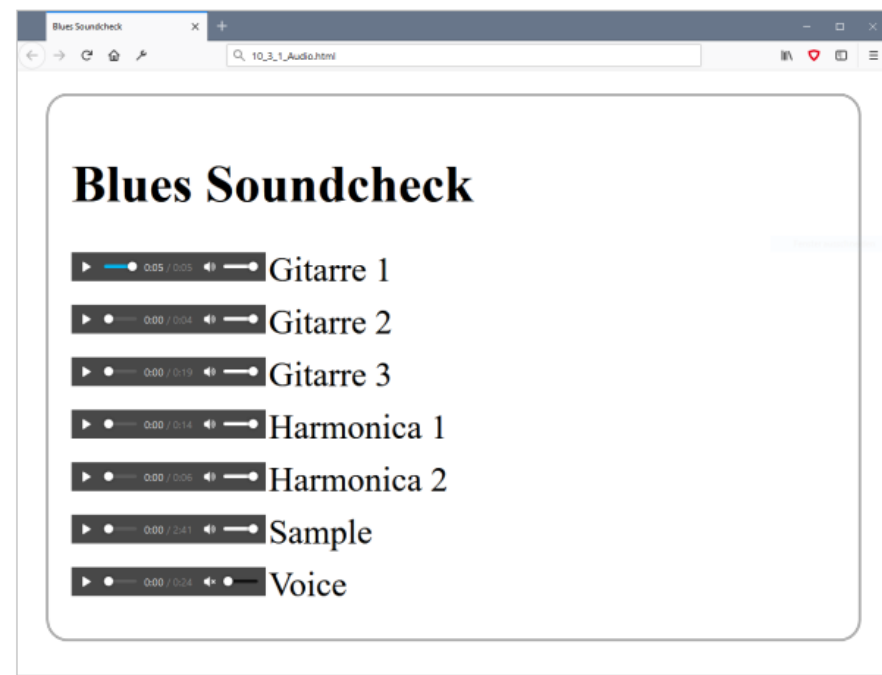 Blues Soundcheck
10_3_1_Audio.html
Blues Soundcheck
0:05 / 0:05 Gitarre 1
0:00 / 0:04 Gitarre 2
0:00 / 0:19 Gitarre 3
0:00 / 0:14 Harmonica 1
0:00 / 0:06 Harmonica 2
0:00 / 2:41 Sample
0:00 / 0:24 Voice